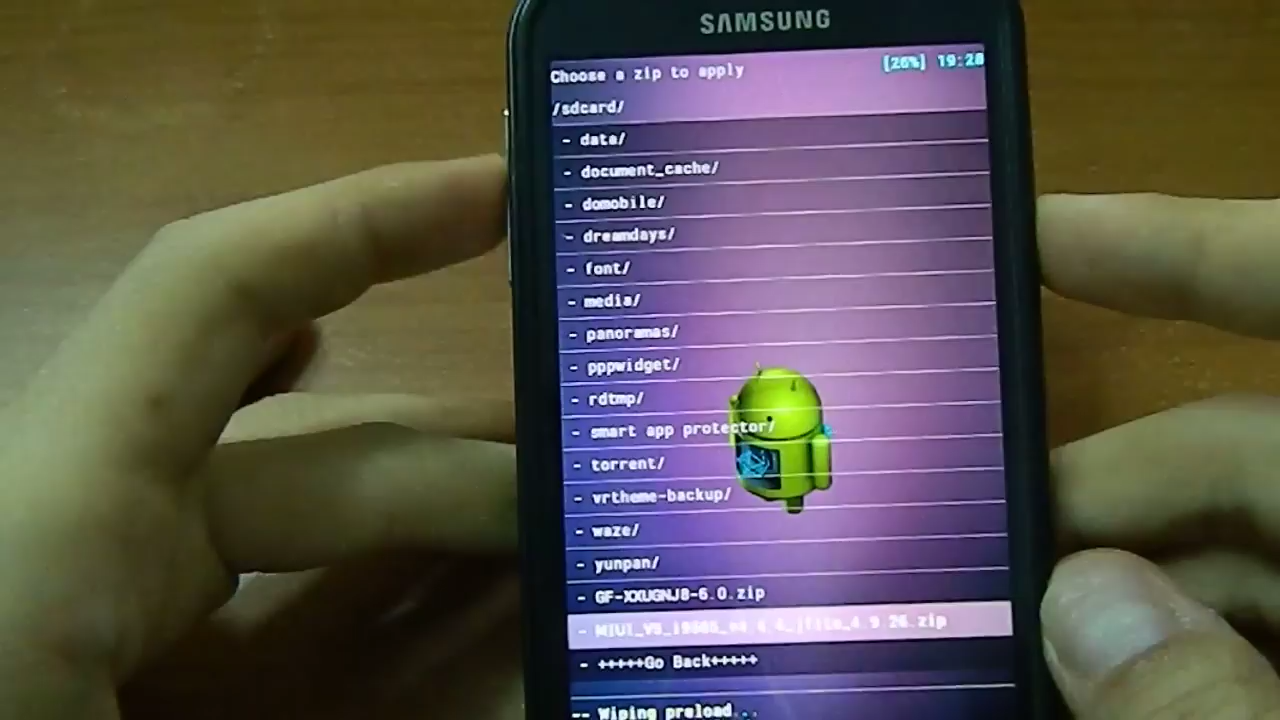 SAMSUNG
Choose a zip to apply
[26%] 19:28
/sdcard/
- data/
- document_cache/
- domobile/
- dreamdays/
- font/
- media/
- panoramas/
- pppwidget/
- rdtmp/
- smart app protector/
- torrent/
- vrtheme-backup/
- waze/
- yunpan/
- GF-XXUGNJ8-6.0.zip
- +++++Go Back+++++
-- Wiping preload...